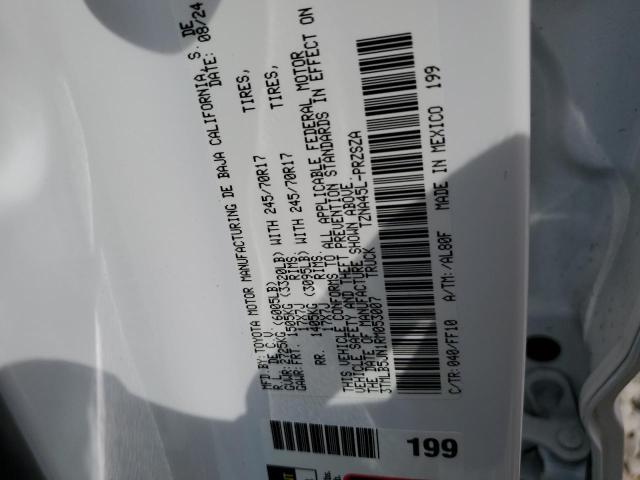 MFD.BY:TOYOTA MOTOR MANUFACTURING DE BAJA CALIFORNIA, S. DE
R. L. DE C.V. DATE: 08/24
GVWR: 2725KG (6005LB)
GAWR:FRT. 1505KG (3320LB) WITH 245/70R17 TIRES,
17X7J RIMS,
RR. 1405KG (3095LB) WITH 245/70R17 TIRES,
17X7J RIMS.
THIS VEHICLE CONFORMS TO ALL APPLICABLE FEDERAL MOTOR
VEHICLE SAFETY AND THEFT PREVENTION STANDARDS IN EFFECT ON
THE DATE OF MANUFACTURE SHOWN ABOVE.
3TMLB5JN1RM053007 TRUCK TZNA45L-PRZSZA
C/TR:040/FF10 A/TM:/AL80F MADE IN MEXICO 199
199